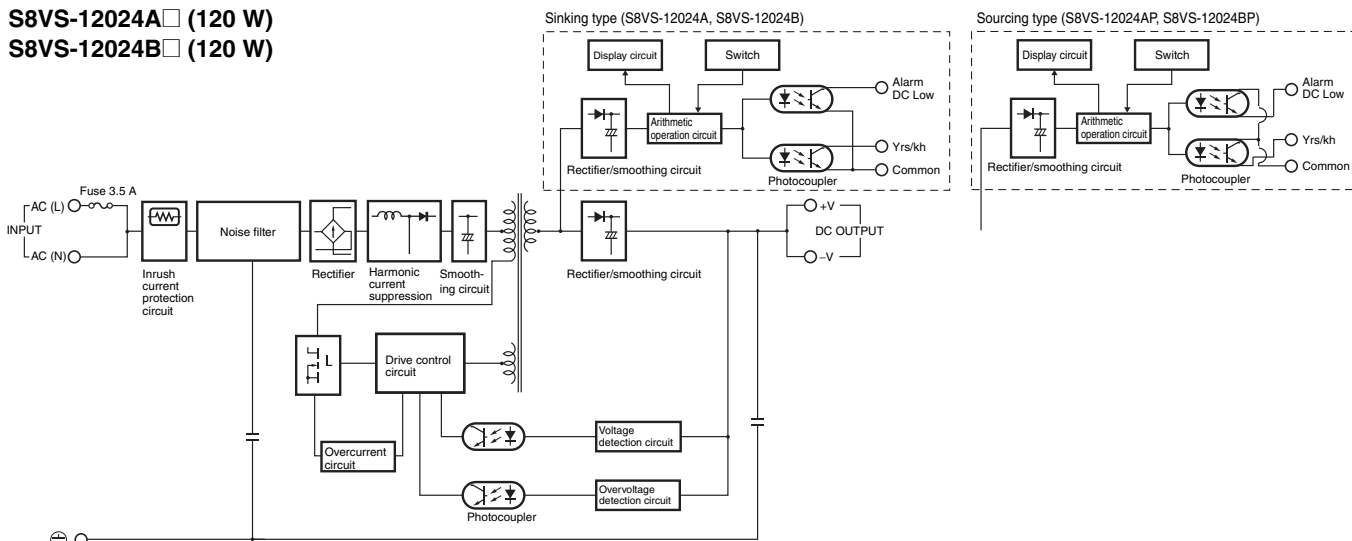 S8VS-12024A□ (120 W)
S8VS-12024B□ (120 W)
Sinking type (S8VS-12024A, S8VS-12024B)
Display circuit
Switch
Alarm
DC Low
Arithmetic
operation circuit
Rectifier/smoothing circuit
Yrs/kh
Common
Photocoupler
Sourcing type (S8VS-12024AP, S8VS-12024BP)
Display circuit
Switch
Alarm
DC Low
Arithmetic
operation circuit
Rectifier/smoothing circuit
Yrs/kh
Common
Photocoupler
Fuse 3.5 A
AC (L)
INPUT
AC (N)
Inrush
current
protection
circuit
Noise filter
Rectifier
Harmonic
current
suppression
Smooth-
ing circuit
Rectifier/smoothing circuit
+V
DC OUTPUT
–V
Drive control
circuit
Overcurrent
circuit
Voltage
detection circuit
Overvoltage
detection circuit
Photocoupler